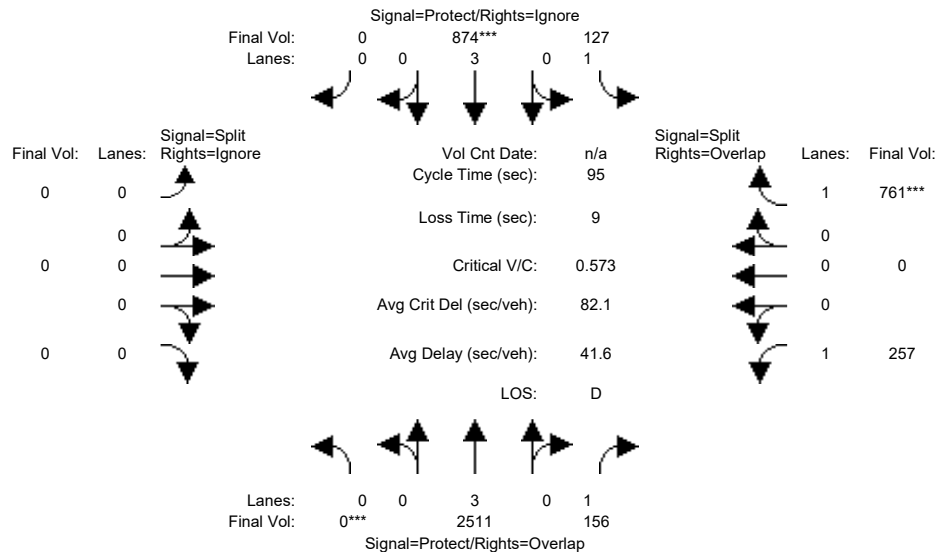 Signal=Protect/Rights=Ignore
Final Vol: 0 874*** 127
Lanes: 0 0 3 0 1
Signal=Split
Final Vol: Lanes: Rights=Ignore
Vol Cnt Date: n/a
Signal=Split
Rights=Overlap Lanes: Final Vol:
Cycle Time (sec): 95
0 0 1 761***
Loss Time (sec): 9
0 0
0 0 Critical V/C: 0.573 0 0
0 Avg Crit Del (sec/veh): 82.1 0
0 0 Avg Delay (sec/veh): 41.6 1 257
LOS: D
Lanes: 0 0 3 0 1
Final Vol: 0*** 2511 156
Signal=Protect/Rights=Overlap